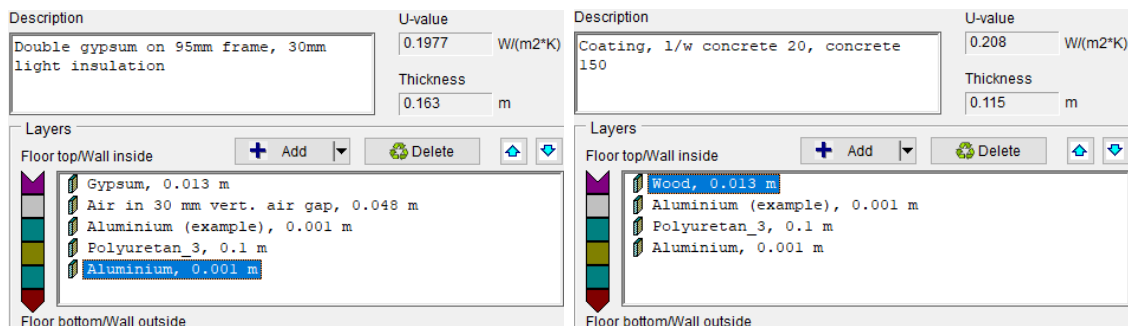 Description
U-value
Double gypsum on 95mm frame, 30mm
light insulation
0.1977 W/(m2*K)
Thickness
0.163 m
Layers
Floor top/Wall inside
Add
Delete
Gypsum, 0.013 m
Air in 30 mm vert. air gap, 0.048 m
Aluminium (example), 0.001 m
Polyuretan_3, 0.1 m
Aluminium, 0.001 m
Floor bottom/Wall outside
Description
U-value
Coating, l/w concrete 20, concrete
150
0.208 W/(m2*K)
Thickness
0.115 m
Layers
Floor top/Wall inside
Add
Delete
Wood, 0.013 m
Aluminium (example), 0.001 m
Polyuretan_3, 0.1 m
Aluminium, 0.001 m
Floor bottom/Wall outside